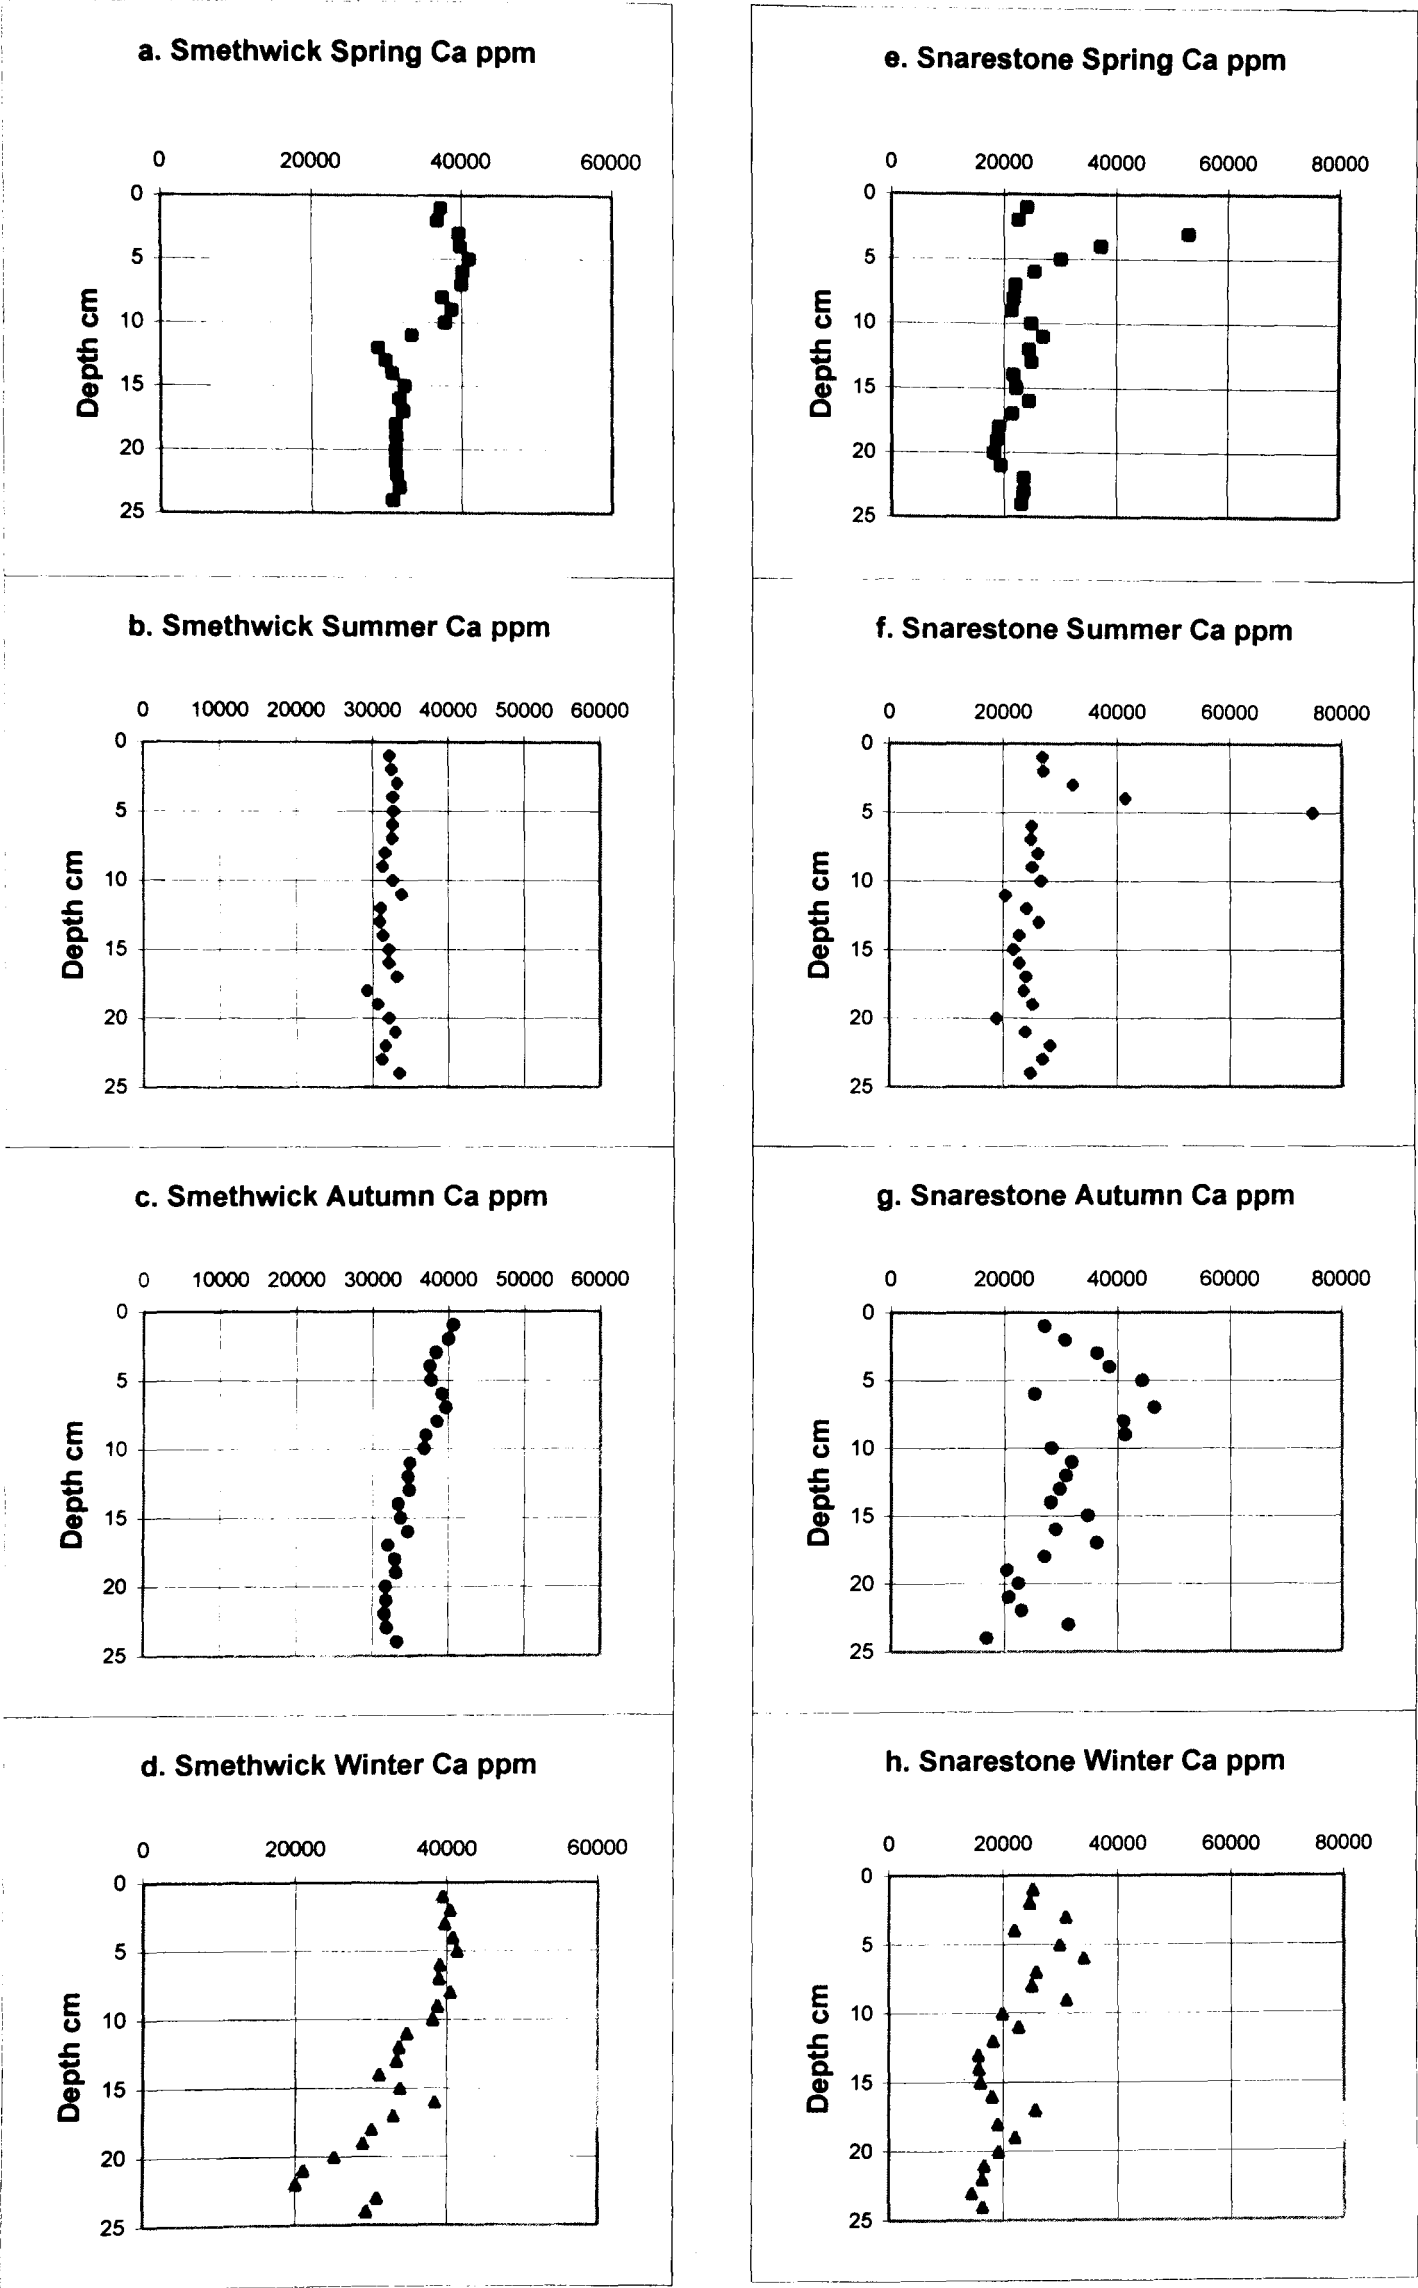 a. Smethwick Spring Ca ppm
0 20000 40000 60000
0
5
10
15
20
25
Depth cm
b. Smethwick Summer Ca ppm
0 10000 20000 30000 40000 50000 60000
0
5
10
15
20
25
Depth cm
c. Smethwick Autumn Ca ppm
0 10000 20000 30000 40000 50000 60000
0
5
10
15
20
25
Depth cm
d. Smethwick Winter Ca ppm
0 20000 40000 60000
0
5
10
15
20
25
Depth cm
e. Snarestone Spring Ca ppm
0 20000 40000 60000 80000
0
5
10
15
20
25
Depth cm
f. Snarestone Summer Ca ppm
0 20000 40000 60000 80000
0
5
10
15
20
25
Depth cm
g. Snarestone Autumn Ca ppm
0 20000 40000 60000 80000
0
5
10
15
20
25
Depth cm
h. Snarestone Winter Ca ppm
0 20000 40000 60000 80000
0
5
10
15
20
25
Depth cm